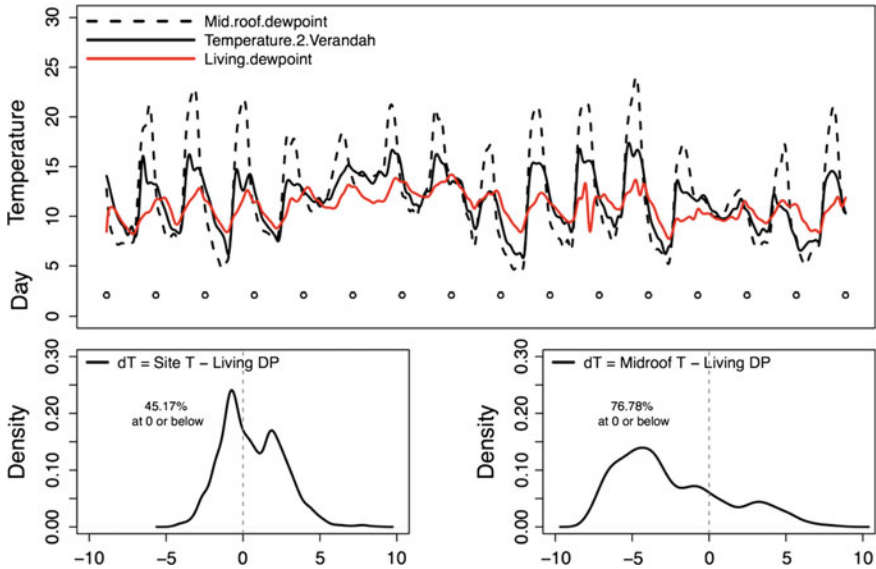 Mid.roof.dewpoint
Temperature.2.Verandah
Living.dewpoint
Temperature
Day
30
25
20
15
10
5
0
dT = Site T − Living DP
45.17%
at 0 or below
Density
0.30
0.20
0.10
0.00
−10 −5 0 5 10
dT = Midroof T − Living DP
76.78%
at 0 or below
Density
0.30
0.20
0.10
0.00
−10 −5 0 5 10